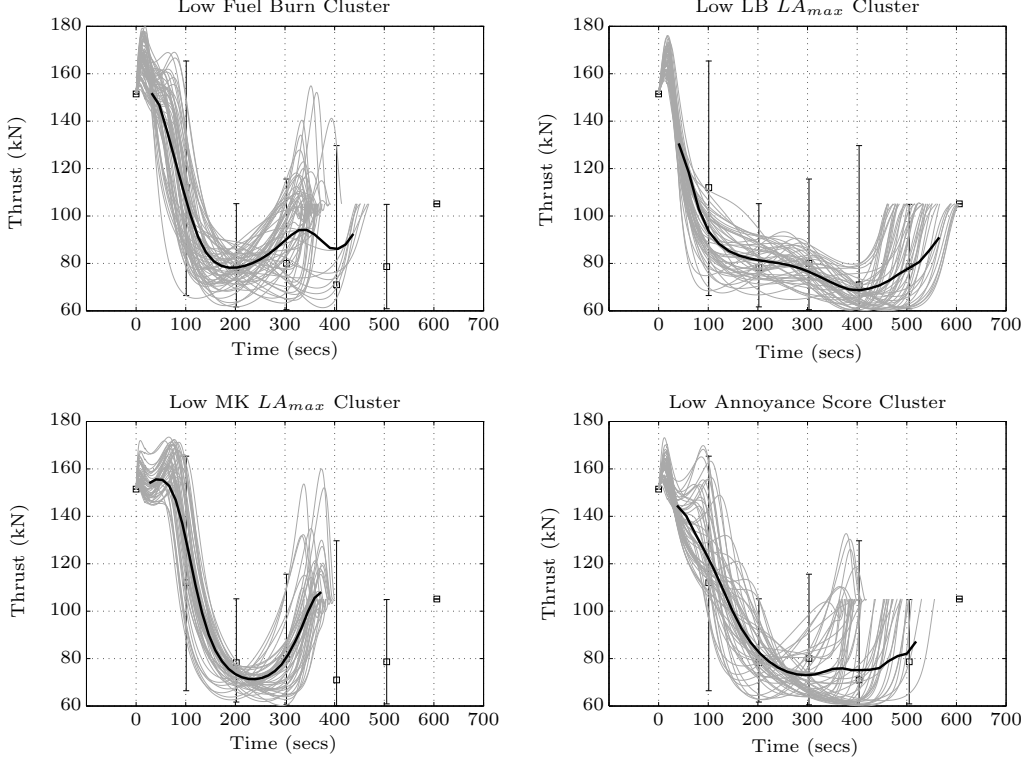 Low Fuel Burn Cluster
180
160
140
120
100
80
60
Thrust (kN)
0 100 200 300 400 500 600 700
Time (secs)
Low LB LAmax Cluster
180
160
140
120
100
80
60
Thrust (kN)
0 100 200 300 400 500 600 700
Time (secs)
Low MK LAmax Cluster
180
160
140
120
100
80
60
Thrust (kN)
0 100 200 300 400 500 600 700
Time (secs)
Low Annoyance Score Cluster
180
160
140
120
100
80
60
Thrust (kN)
0 100 200 300 400 500 600 700
Time (secs)